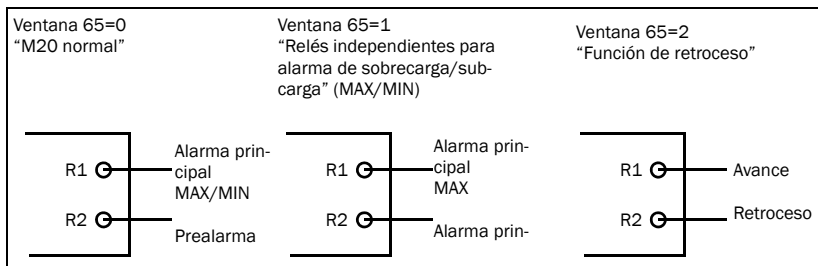 Ventana 65=0
“M20 normal”
R1
Alarma prin-
cipal
MAX/MIN
R2
Prealarma
Ventana 65=1
“Relés independientes para
alarma de sobrecarga/sub-
carga” (MAX/MIN)
R1
Alarma prin-
cipal
MAX
R2
Alarma prin-
Ventana 65=2
“Función de retroceso”
R1
Avance
R2
Retroceso